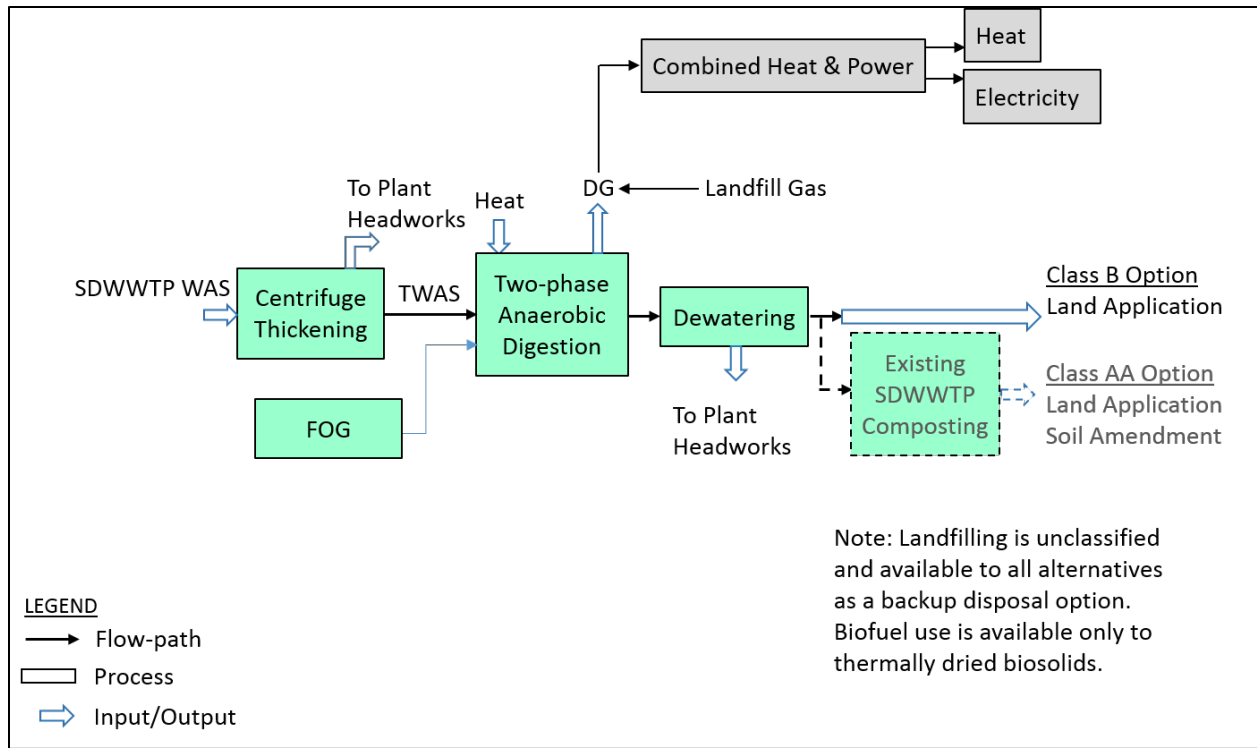 Heat
Combined Heat & Power
Electricity
To Plant
Headworks
Heat
DG
Landfill Gas
SDWWTP WAS
Centrifuge
Thickening
TWAS
Two-phase
Anaerobic
Digestion
Dewatering
Class B Option
Land Application
FOG
To Plant
Headworks
Existing
SDWWTP
Composting
Class AA Option
Land Application
Soil Amendment
Note: Landfilling is unclassified
and available to all alternatives
as a backup disposal option.
Biofuel use is available only to
thermally dried biosolids.
LEGEND
Flow-path
Process
Input/Output